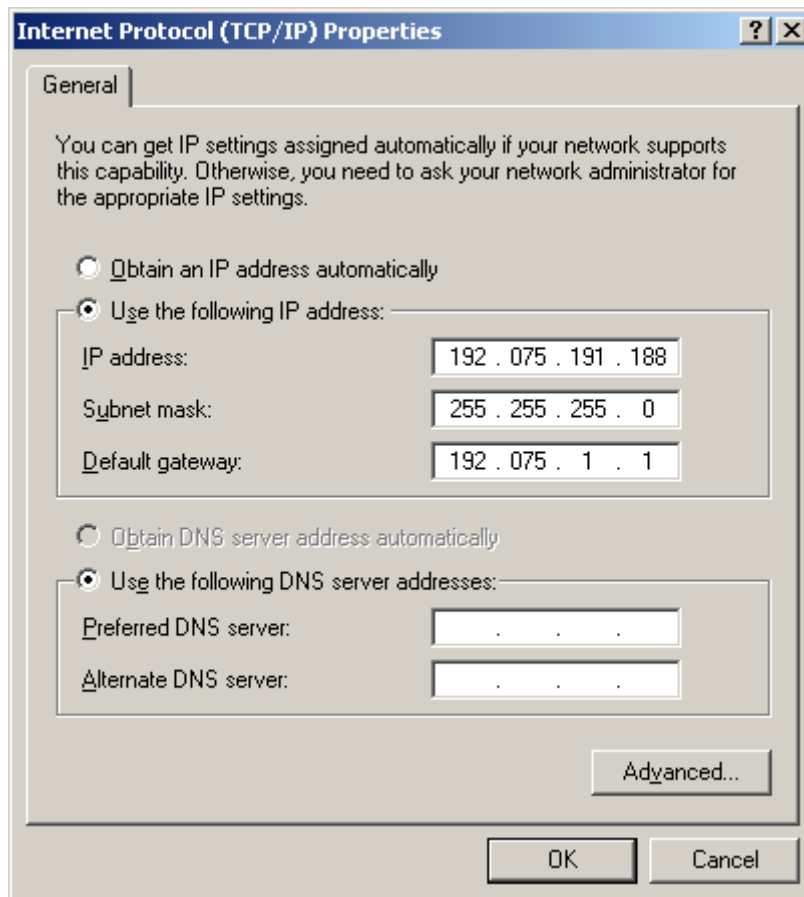 Internet Protocol (TCP/IP) Properties
General
You can get IP settings assigned automatically if your network supports
this capability. Otherwise, you need to ask your network administrator for
the appropriate IP settings.
Obtain an IP address automatically
Use the following IP address:
IP address: 192 . 075 . 191 . 188
Subnet mask: 255 . 255 . 255 . 0
Default gateway: 192 . 075 . 1 . 1
Obtain DNS server address automatically
Use the following DNS server addresses:
Preferred DNS server: . . .
Alternate DNS server: . . .
Advanced...
OK Cancel